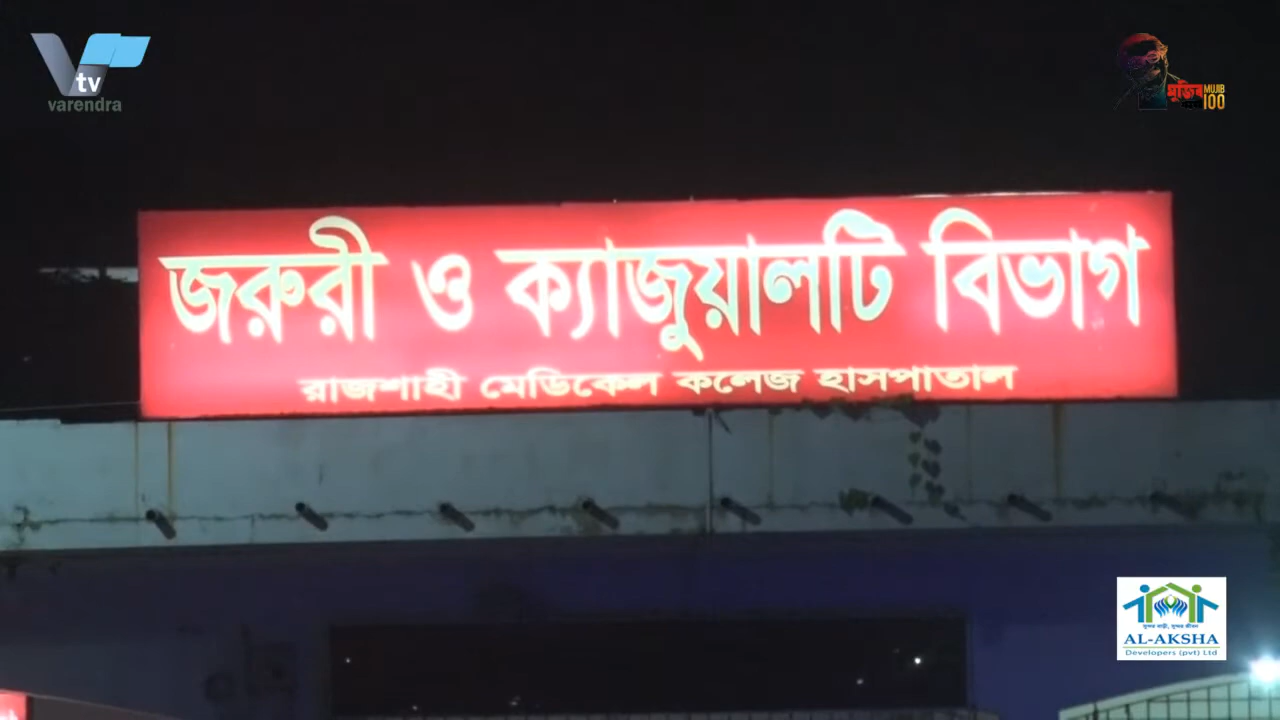 tv
varendra
মুজিব
MUJIB
100
জরুরী ও ক্যাজুয়ালটি বিভাগ
রাজশাহী মেডিকেল কলেজ হাসপাতাল
AL-AKSHA
Developers (pvt) Ltd